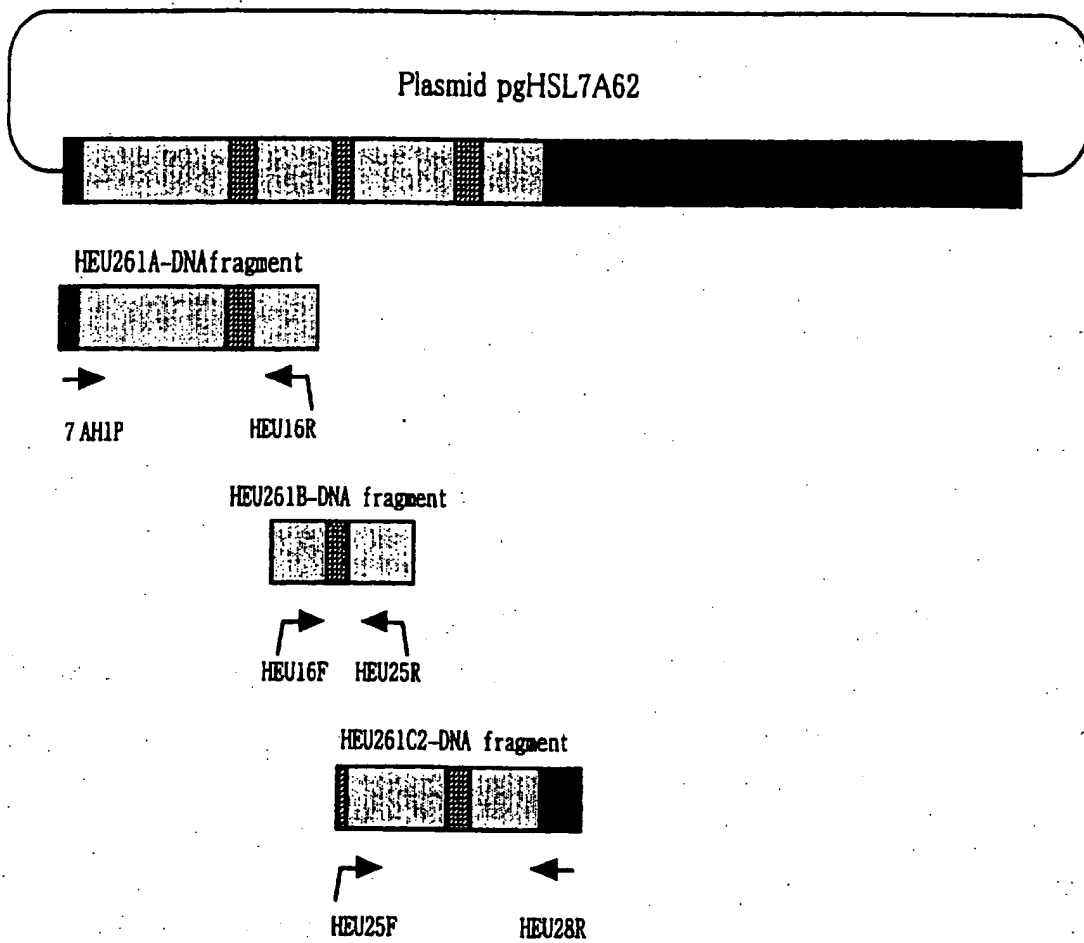 Plasmid pgHSL7A62
HEU261A-DNAfragment
7 AH1P
HEU16R
HEU261B-DNA fragment
HEU16F
HEU25R
HEU261C2-DNA fragment
HEU25F
HEU28R